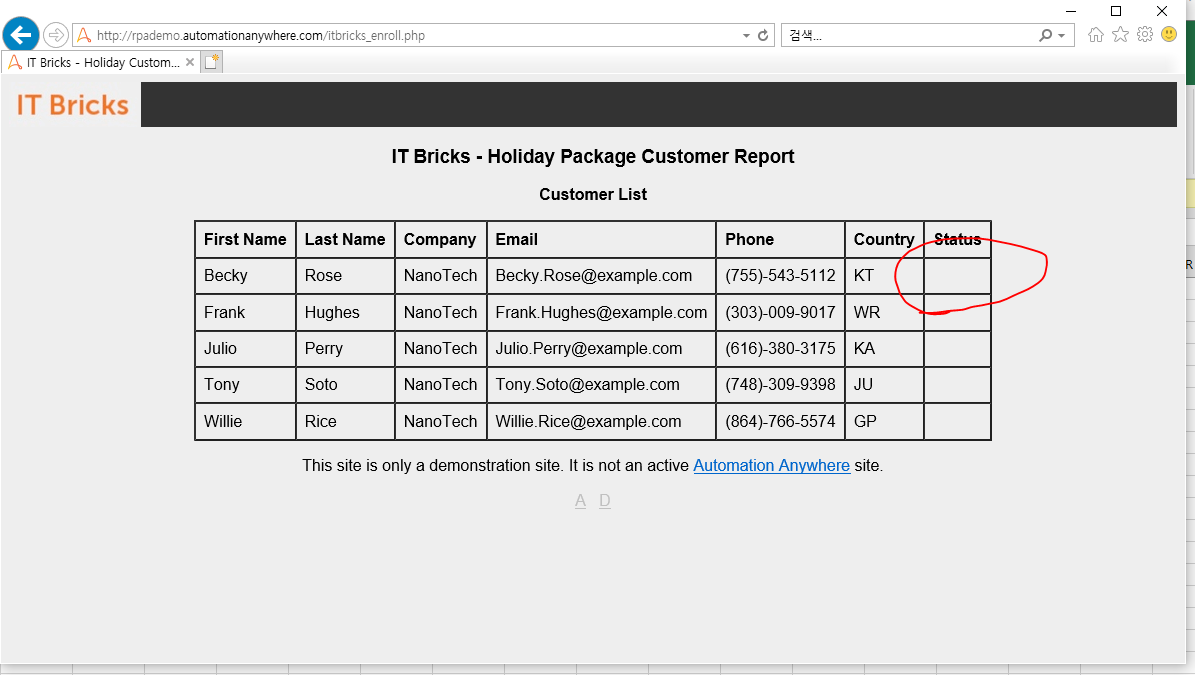 http://rpademo.automationanywhere.com/itbricks_enroll.php
검색...
IT Bricks - Holiday Custom...
IT Bricks
IT Bricks - Holiday Package Customer Report
Customer List
First Name Last Name Company Email Phone Country Status
Becky Rose NanoTech Becky.Rose@example.com (755)-543-5112 KT
Frank Hughes NanoTech Frank.Hughes@example.com (303)-009-9017 WR
Julio Perry NanoTech Julio.Perry@example.com (616)-380-3175 KA
Tony Soto NanoTech Tony.Soto@example.com (748)-309-9398 JU
Willie Rice NanoTech Willie.Rice@example.com (864)-766-5574 GP
This site is only a demonstration site. It is not an active Automation Anywhere site.
A D
R